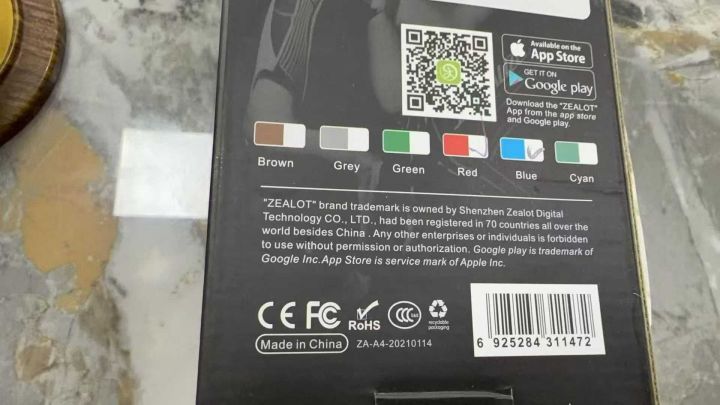 Available on the
App Store
GET IT ON
Google play
Download the "ZEALOT"
App from the app store
and Google play.
Brown
Grey
Green
Red
Blue
Cyan
"ZEALOT" brand trademark is owned by Shenzhen Zealot Digital
Technology CO., LTD., had been registered in 70 countries all over the
world besides China . Any other enterprises or individuals is forbidden
to use without permission or authorization. Google play is trademark of
Google Inc.App Store is service mark of Apple Inc.
CE FC RoHS CCC
recyclable
packaging
Made in China ZA-A4-20210114
6 925284 311472